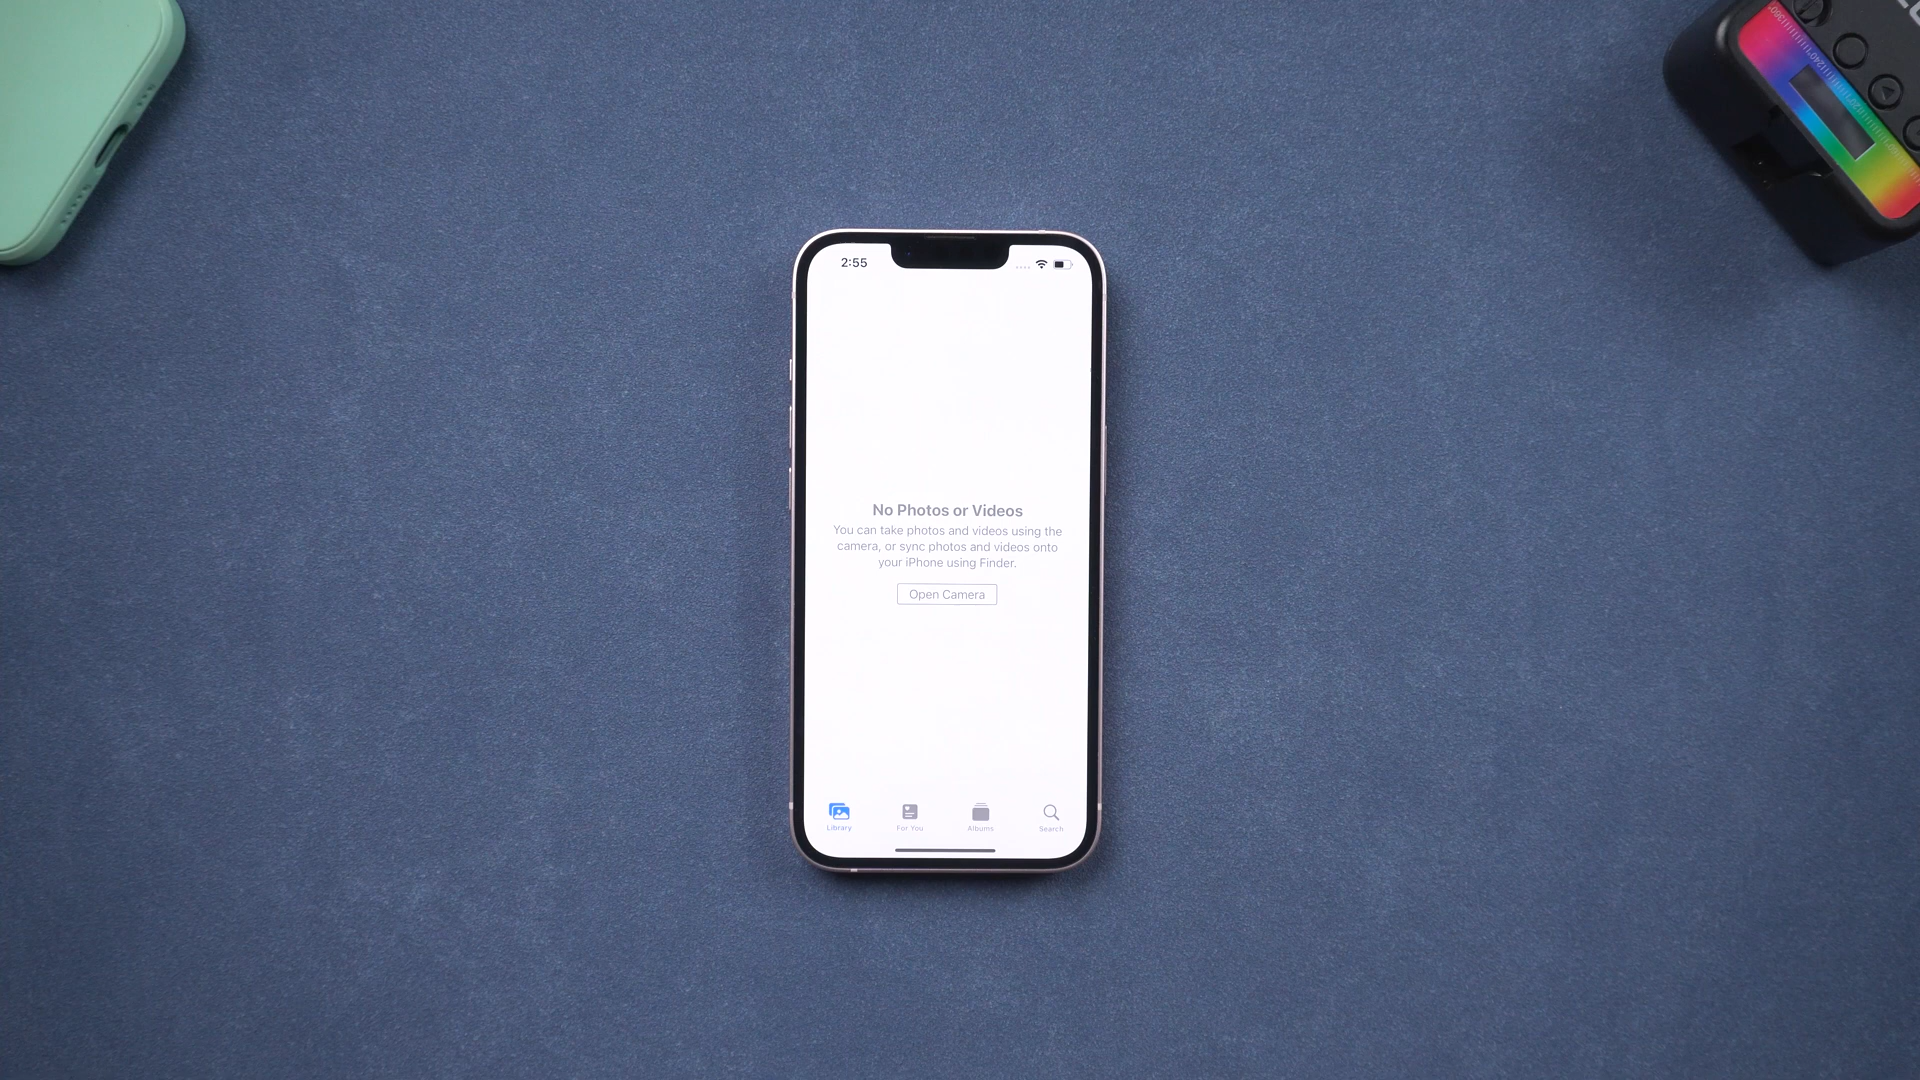 2:55
No Photos or Videos
You can take photos and videos using the
camera, or sync photos and videos onto
your iPhone using Finder.
Open Camera
Library
For You
Albums
Search